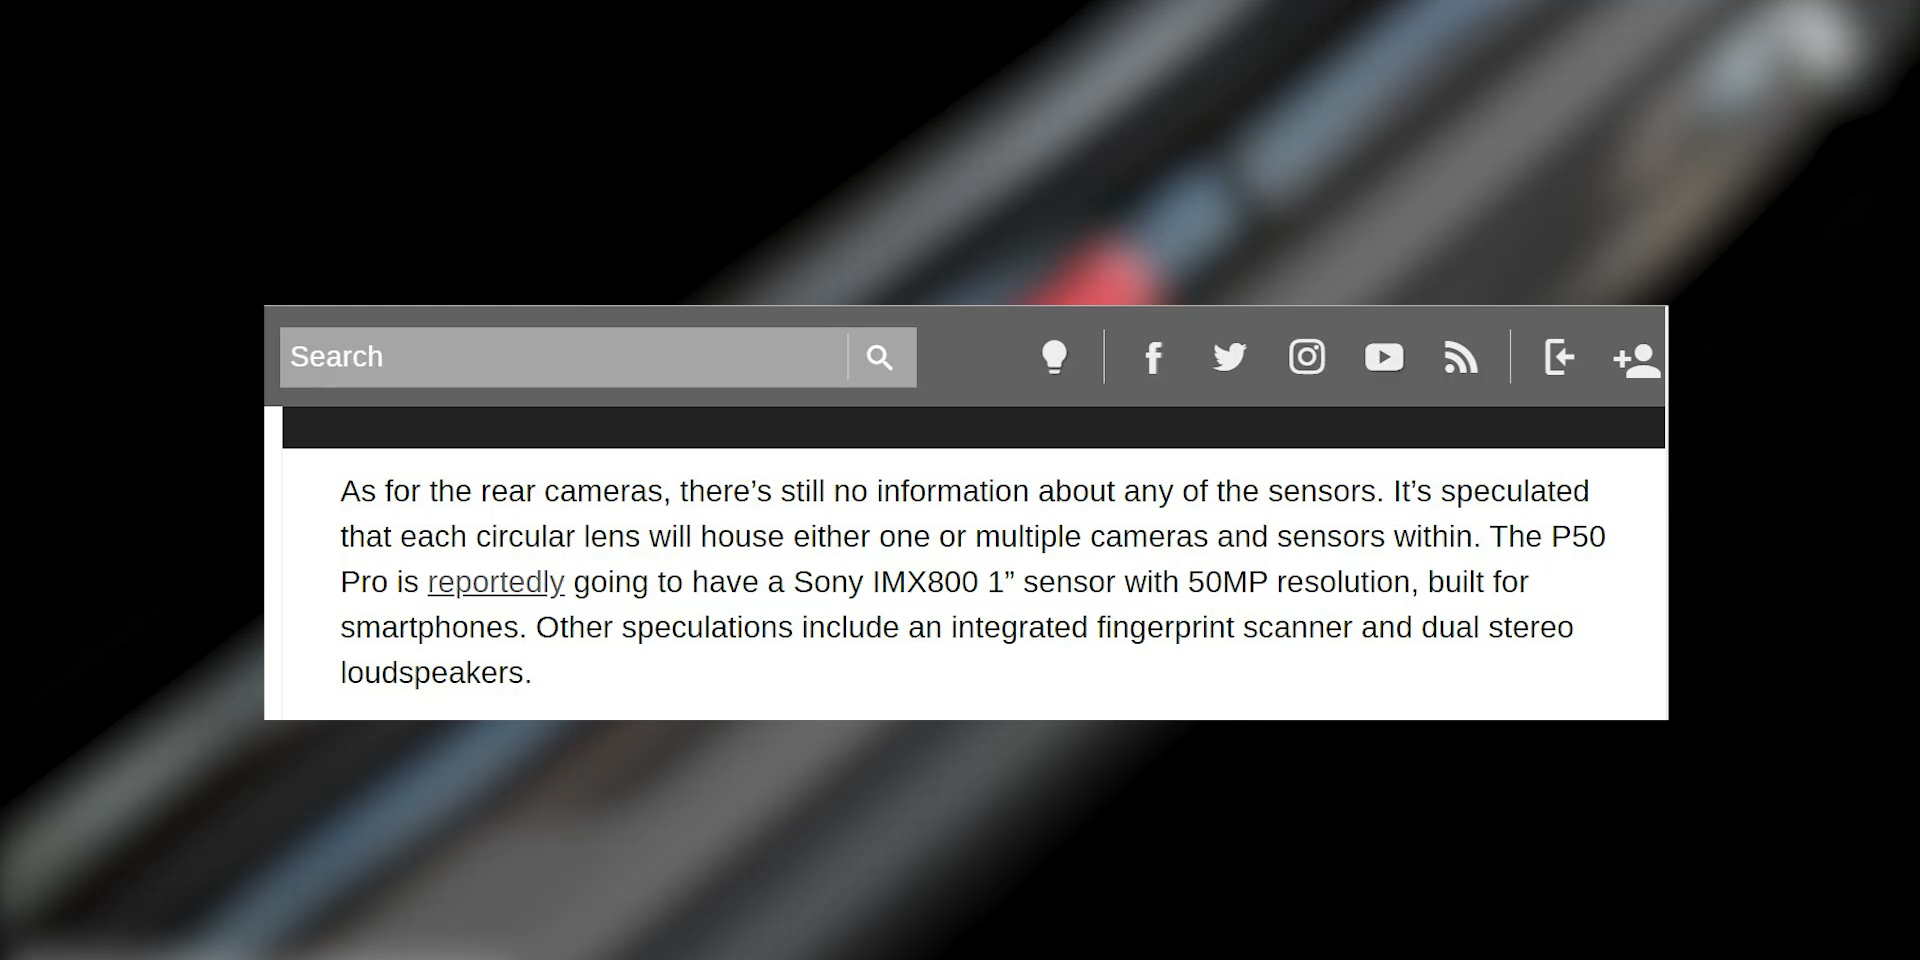 Search
As for the rear cameras, there’s still no information about any of the sensors. It’s speculated
that each circular lens will house either one or multiple cameras and sensors within. The P50
Pro is reportedly going to have a Sony IMX800 1” sensor with 50MP resolution, built for
smartphones. Other speculations include an integrated fingerprint scanner and dual stereo
loudspeakers.